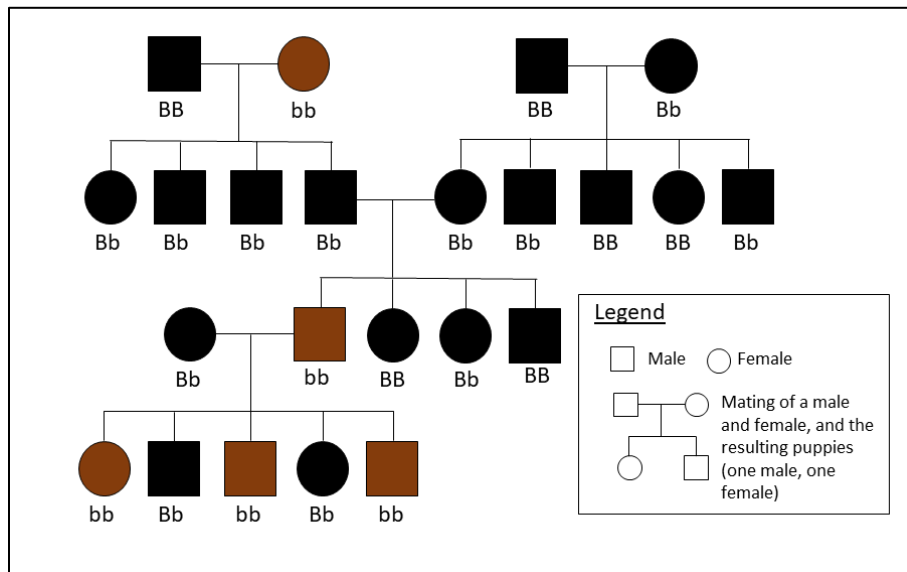 BB bb BB Bb
Bb Bb Bb Bb Bb Bb BB BB Bb
Bb bb BB Bb BB
bb Bb bb Bb bb
Legend
Male Female
Mating of a male
and female, and the
resulting puppies
(one male, one
female)